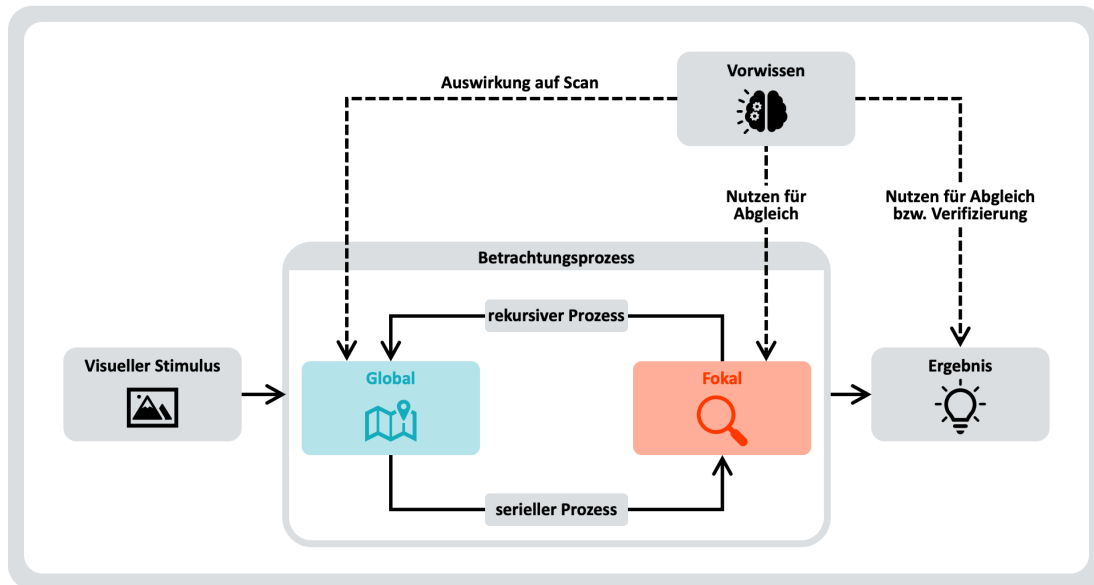 Vorwissen
Auswirkung auf Scan
Nutzen für
Abgleich
Nutzen für Abgleich
bzw. Verifizierung
Betrachtungsprozess
rekursiver Prozess
Visueller Stimulus
Global
Fokal
Ergebnis
serieller Prozess